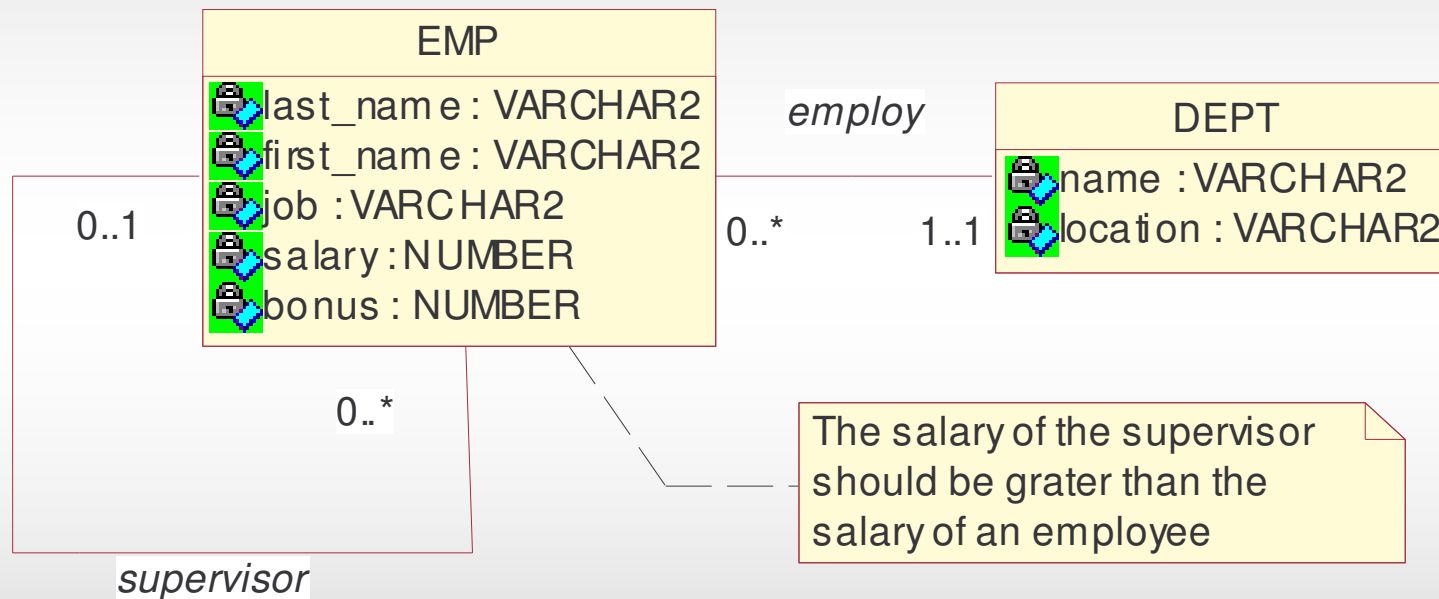 EMP
last_name : VARCHAR2
first_name : VARCHAR2
job : VARCHAR2
salary : NUMBER
bonus : NUMBER
employ
DEPT
name : VARCHAR2
location : VARCHAR2
0..1
0..*
1..1
0..*
The salary of the supervisor
should be grater than the
salary of an employee
supervisor